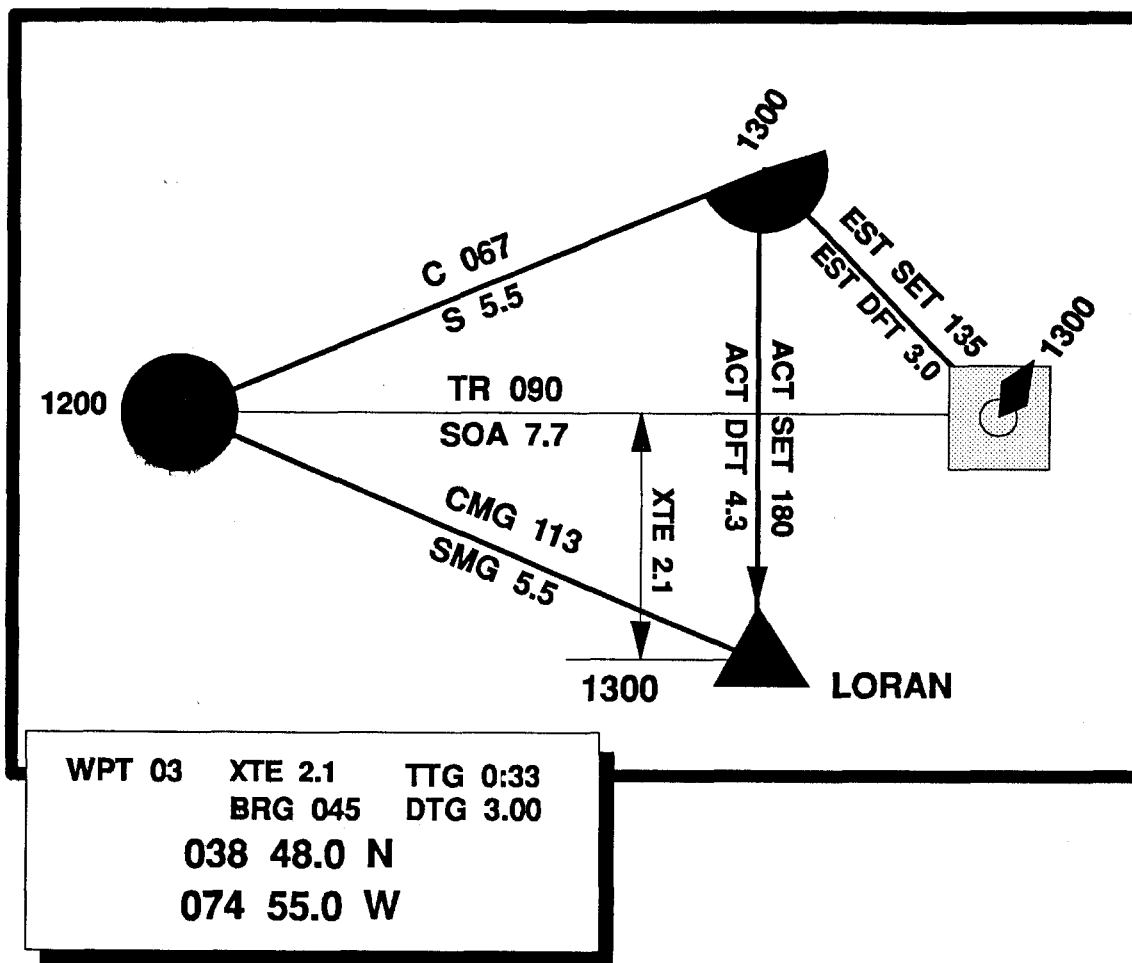 1300
C 067
S 5.5
EST SET 135
EST DFT 3.0
1300
1200
TR 090
SOA 7.7
ACT SET 180
ACT DFT 4.3
XTE 2.1
CMG 113
SMG 5.5
1300
LORAN
WPT 03 XTE 2.1 TTG 0:33
BRG 045 DTG 3.00
038 48.0 N
074 55.0 W